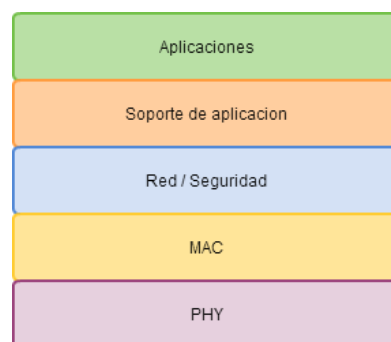 Aplicaciones
Soporte de aplicacion
Red / Seguridad
MAC
PHY